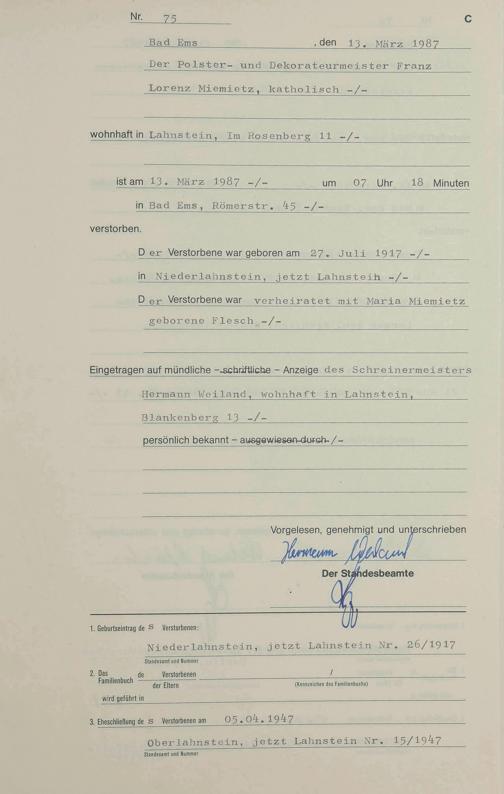 Nr. 75 C
Bad Ems , den 13. März 1987
Der Polster- und Dekorateurmeister Franz
Lorenz Miemietz, katholisch -/-
wohnhaft in Lahnstein, Im Rosenberg 11 -/-
ist am 13. März 1987 -/- um 07 Uhr 18 Minuten
in Bad Ems, Römerstr. 45 -/-
verstorben.
Der Verstorbene war geboren am 27. Juli 1917 -/-
in Niederlahnstein, jetzt Lahnstein -/-
Der Verstorbene war verheiratet mit Maria Miemietz
geborene Flesch -/-
Eingetragen auf mündliche – schriftliche – Anzeige des Schreinermeisters
Hermann Weiland, wohnhaft in Lahnstein,
Blankenberg 13 -/-
persönlich bekannt – ausgewiesen durch -/-
Vorgelesen, genehmigt und unterschrieben
Hermann Weiland
Der Standesbeamte
1. Geburtseintrag des Verstorbenen:
Niederlahnstein, jetzt Lahnstein Nr. 26/1917
Standesamt und Nummer
2. Das Familienbuch de Verstorbenen /
der Eltern (Kennzeichen des Familienbuchs)
wird geführt in
3. Eheschließung des Verstorbenen am 05.04.1947
Oberlahnstein, jetzt Lahnstein Nr. 15/1947
Standesamt und Nummer